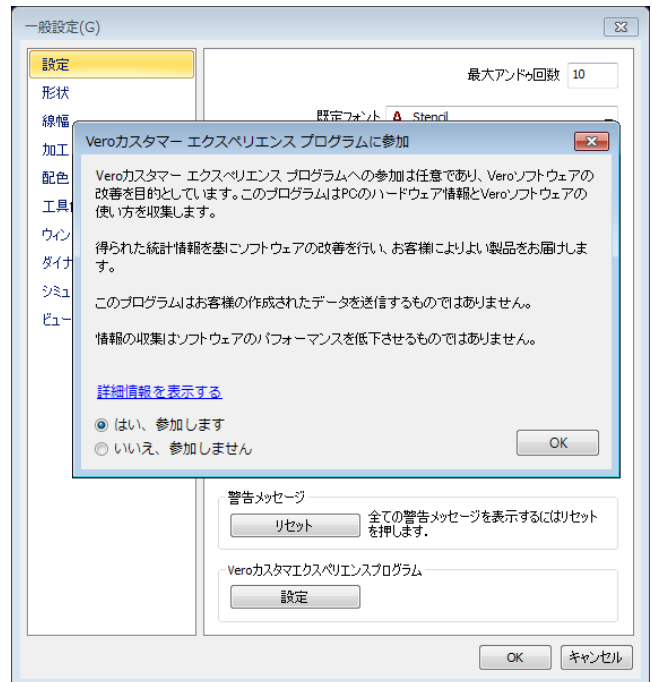 一般設定(G)
設定
形状
線幅
加工
配色
工具
ウィン
ダイナ
シミュ
ビュー
最大アンドゥ回数 10
既定フォント A Stencil
Veroカスタマー エクスペリエンス プログラムに参加
Veroカスタマー エクスペリエンス プログラムへの参加は任意であり、Veroソフトウェアの
改善を目的としています。このプログラムはPCのハードウェア情報とVeroソフトウェアの
使い方を収集します。
得られた統計情報を基にソフトウェアの改善を行い、お客様によりよい製品をお届けしま
す。
このプログラムはお客様の作成されたデータを送信するものではありません。
情報の収集はソフトウェアのパフォーマンスを低下させるものではありません。
詳細情報を表示する
はい、参加します
いいえ、参加しません
OK
警告メッセージ
リセット
全ての警告メッセージを表示するにはリセット
を押します.
Veroカスタマエクスペリエンスプログラム
設定
OK
キャンセル